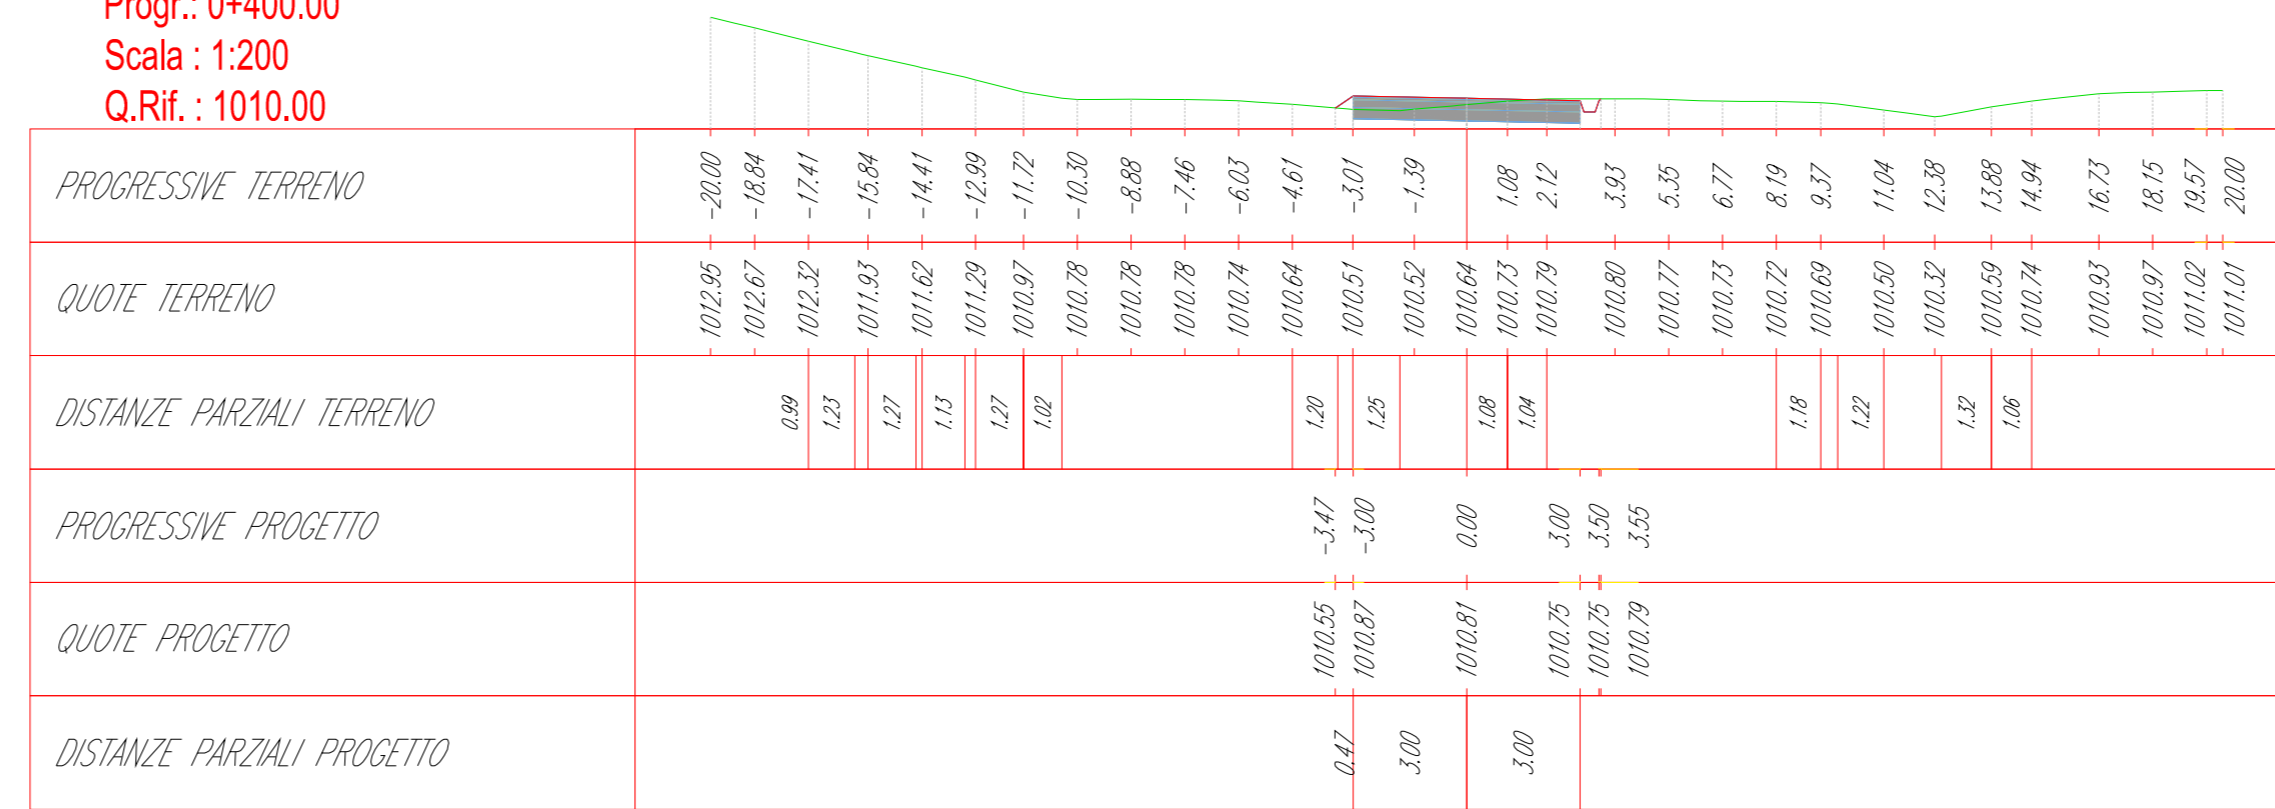 Progr.: 0+400.00
Scala : 1:200
Q.Rif. : 1010.00
PROGRESSIVE TERRENO -20.00 -18.84 -17.41 -15.84 -14.41 -12.99 -11.72 -10.30 -8.88 -7.46 -6.03 -4.61 -3.01 -1.39 1.08 2.12 3.93 5.35 6.77 8.19 9.37 11.04 12.38 13.88 14.94 16.73 18.15 19.57 20.00
QUOTE TERRENO 1012.95 1012.67 1012.32 1011.93 1011.62 1011.29 1010.97 1010.78 1010.78 1010.78 1010.74 1010.64 1010.51 1010.52 1010.64 1010.73 1010.79 1010.80 1010.77 1010.73 1010.72 1010.69 1010.50 1010.32 1010.59 1010.74 1010.93 1010.97 1011.02 1011.01
DISTANZE PARZIALI TERRENO 0.99 1.23 1.27 1.13 1.27 1.02 1.20 1.25 1.08 1.04 1.18 1.22 1.32 1.06
PROGRESSIVE PROGETTO -3.47 -3.00 0.00 3.00 3.50 3.55
QUOTE PROGETTO 1010.55 1010.87 1010.81 1010.75 1010.75 1010.79
DISTANZE PARZIALI PROGETTO 0.47 3.00 3.00